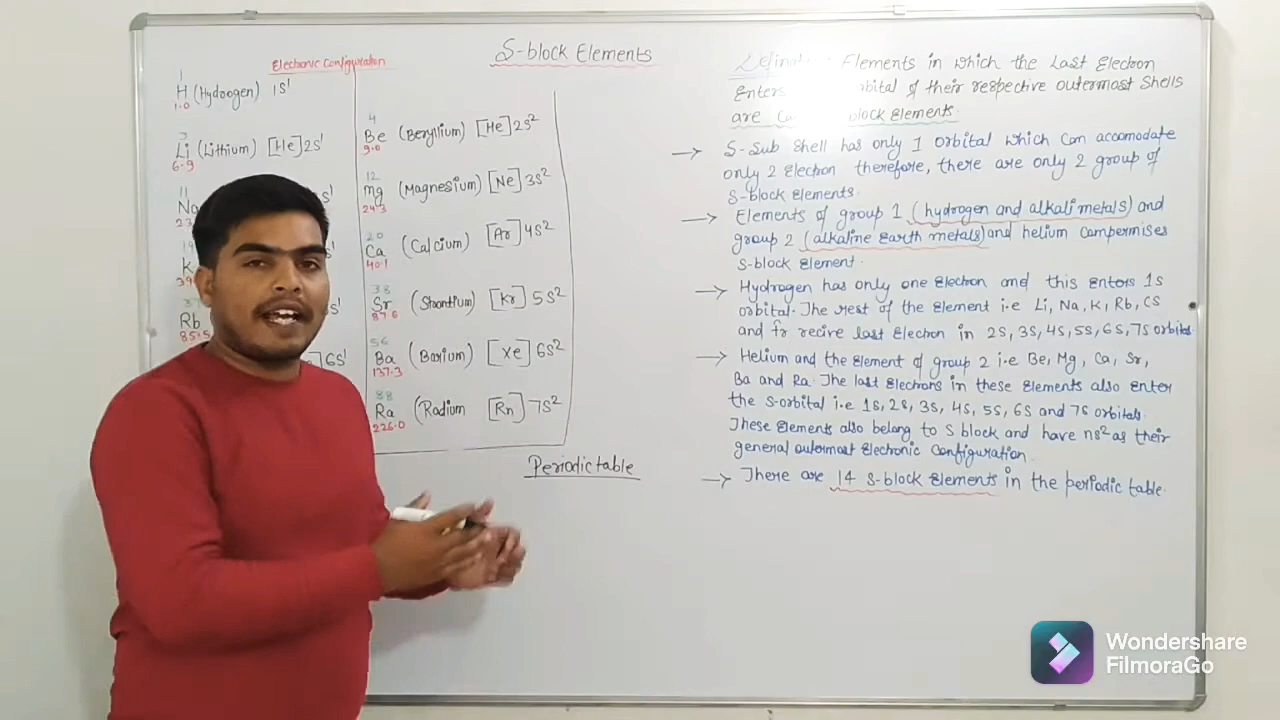 S-block Elements
Electronic Configuration
1
H (Hydrogen) 1S¹
1.0
3
Li (Lithium) [He]2S¹
6.9
11
Na
K
Rb
85.5
]6S¹
4
Be (Beryllium) [He]2S²
9.0
12
Mg (Magnesium) [Ne]3S²
24.3
20
Ca (Calcium) [Ar]4S²
40.1
38
Sr (Strontium) [Kr] 5S²
87.6
56
Ba (Barium) [Xe] 6S²
137.3
88
Ra (Radium [Rn] 7S²
226.0
Periodic table
Elements in which the Last Electron
Enters of their respective outermost Shells
are block Elements.
→ S-Sub Shell has only 1 orbital which can accomodate
only 2 Electron therefore, there are only 2 group of
S-block Elements.
→ Elements of group 1 (hydrogen and alkali metals) and
group 2 (alkaline Earth metals) and helium campermises
S-block Element.
→ Hydrogen has only one Electron and this enters 1s
orbital. The rest of the Element i.e Li, Na, K, Rb, CS
and fr recive last Electron in 2S, 3S, 4S, 5S, 6S, 7S orbitals
→ Helium and the Element of group 2 i.e Be, Mg, Ca, Sr,
Ba and Ra. The last Electrons in these Elements also enter
the S-orbital i.e 1S, 2S, 3S, 4S, 5S, 6S and 7S orbitals.
These Elements also belong to S block and have ns² as their
general outermost Electronic Configuration.
→ There are 14 S-block Elements in the periodic table.
Wondershare
FilmoraGo